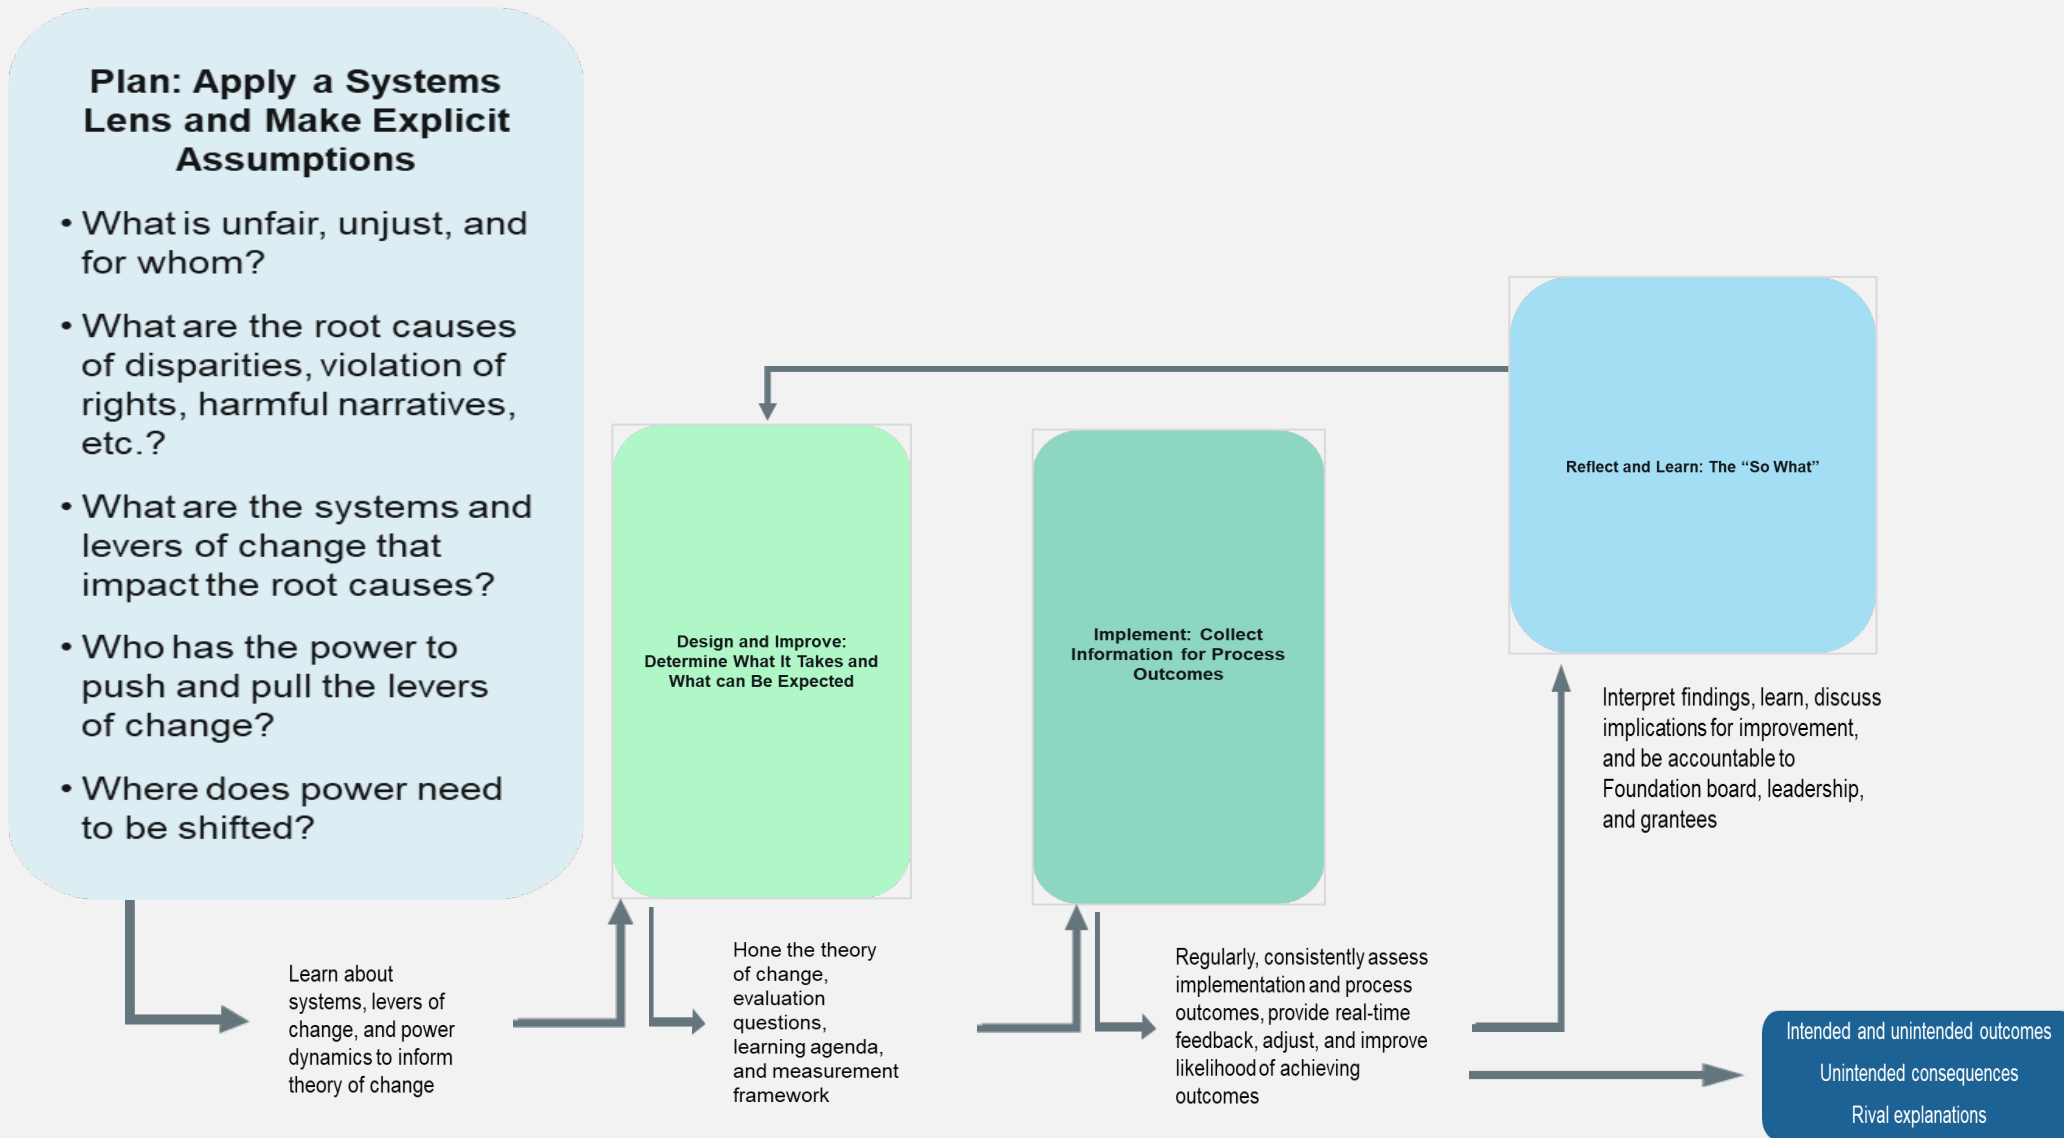 Plan: Apply a Systems
Lens and Make Explicit
Assumptions
• What is unfair, unjust, and
for whom?
• What are the root causes
of disparities, violation of
rights, harmful narratives,
etc.?
• What are the systems and
levers of change that
impact the root causes?
• Who has the power to
push and pull the levers
of change?
• Where does power need
to be shifted?
Learn about
systems, levers of
change, and power
dynamics to inform
theory of change
Design and Improve:
Determine What It Takes and
What can Be Expected
Hone the theory
of change,
evaluation
questions,
learning agenda,
and measurement
framework
Implement: Collect
Information for Process
Outcomes
Regularly, consistently assess
implementation and process
outcomes, provide real-time
feedback, adjust, and improve
likelihood of achieving
outcomes
Reflect and Learn: The “So What”
Interpret findings, learn, discuss
implications for improvement,
and be accountable to
Foundation board, leadership,
and grantees
Intended and unintended outcomes
Unintended consequences
Rival explanations